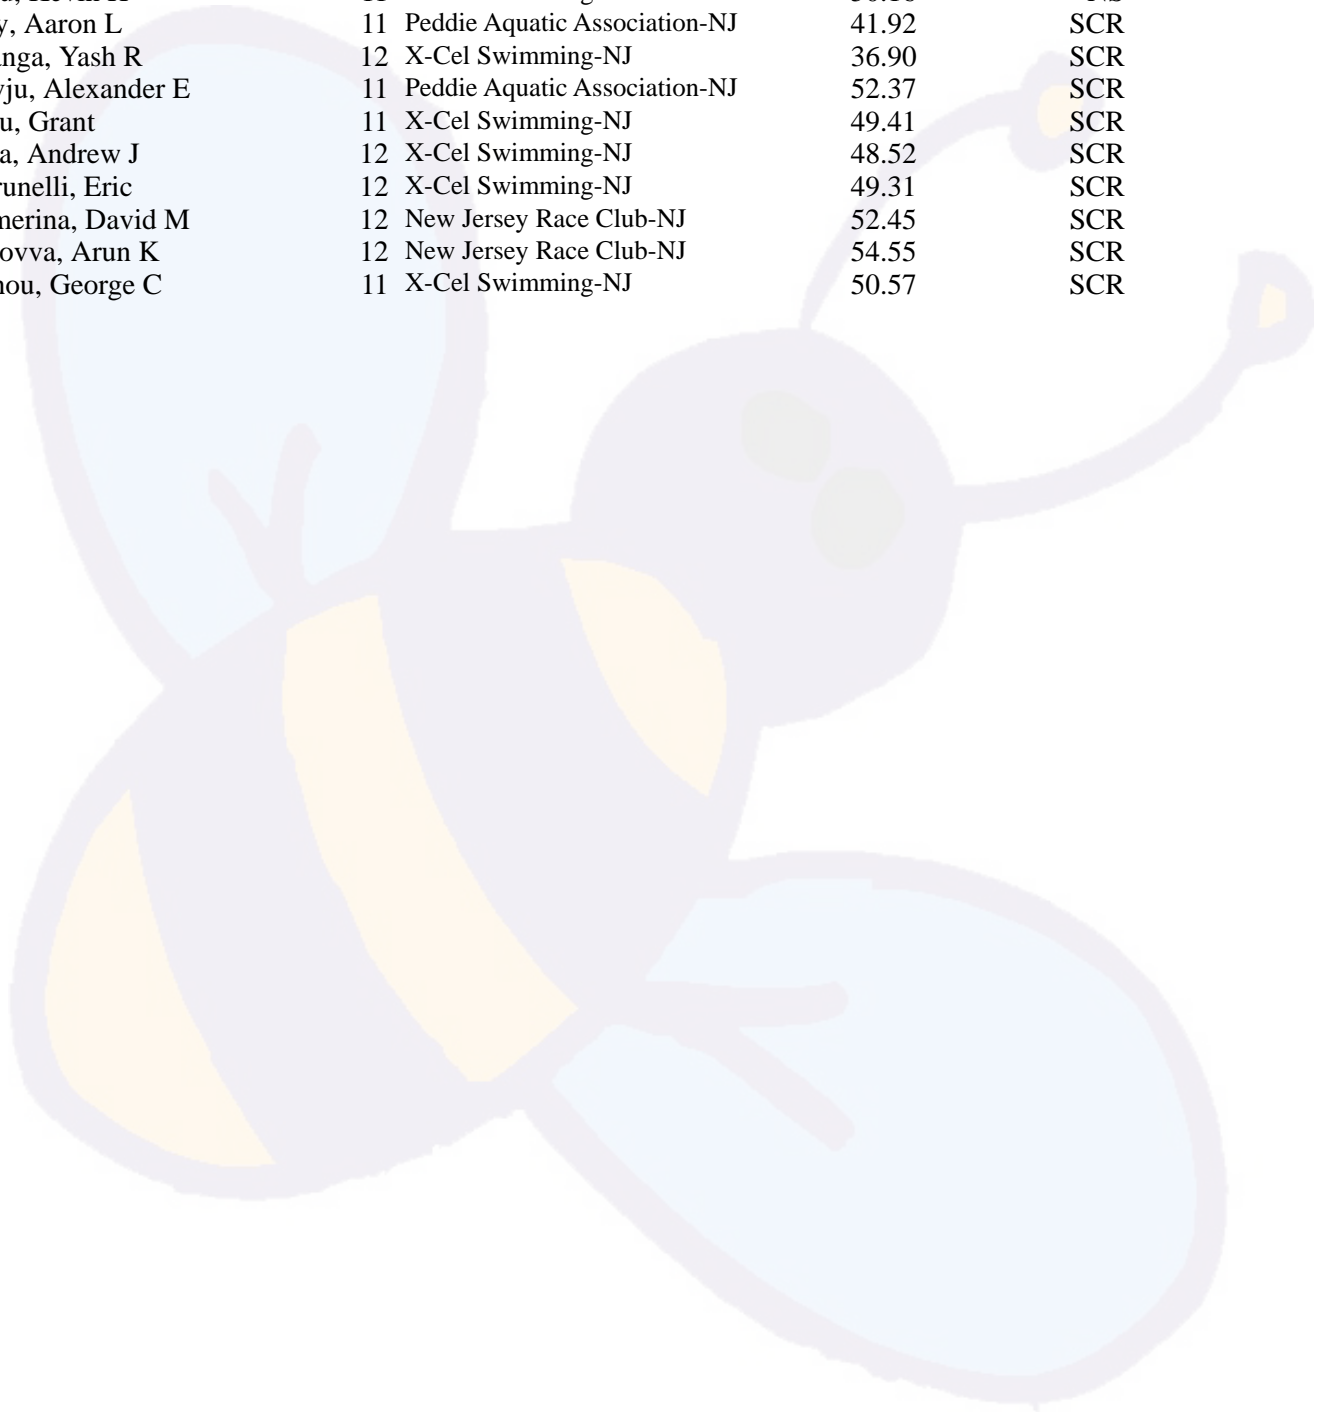 Kevin
y, Aaron L 11 Peddie Aquatic Association-NJ 41.92 SCR
anga, Yash R 12 X-Cel Swimming-NJ 36.90 SCR
yju, Alexander E 11 Peddie Aquatic Association-NJ 52.37 SCR
u, Grant 11 X-Cel Swimming-NJ 49.41 SCR
a, Andrew J 12 X-Cel Swimming-NJ 48.52 SCR
runelli, Eric 12 X-Cel Swimming-NJ 49.31 SCR
merina, David M 12 New Jersey Race Club-NJ 52.45 SCR
ovva, Arun K 12 New Jersey Race Club-NJ 54.55 SCR
hou, George C 11 X-Cel Swimming-NJ 50.57 SCR